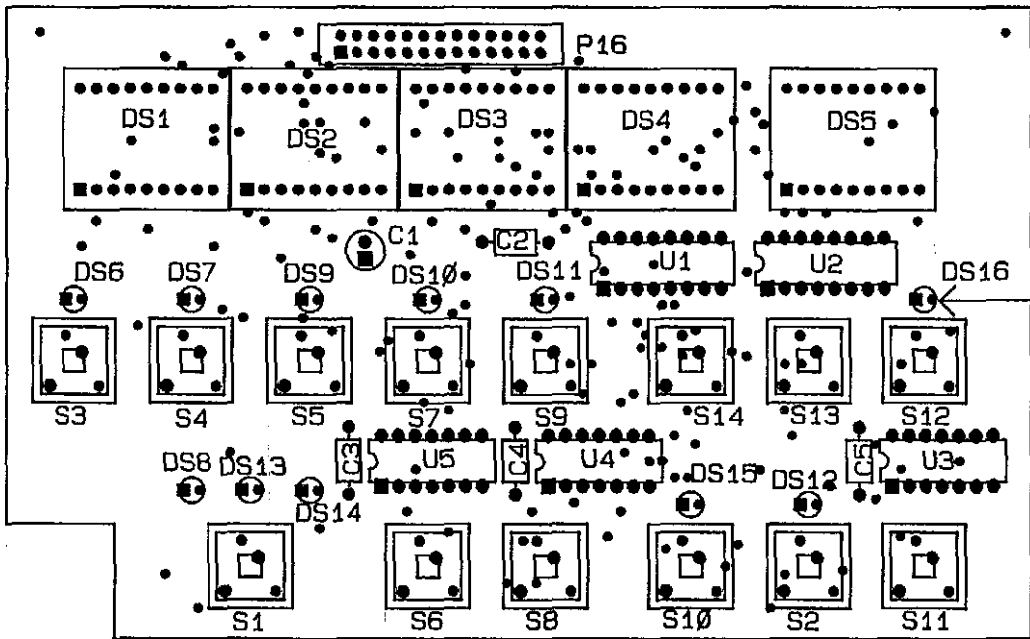 P16
DS1 DS2 DS3 DS4 DS5
C1 C2 U1 U2
DS6 DS7 DS9 DS10 DS11 DS16
S3 S4 S5 S7 S9 S14 S13 S12
C3 U5 C4 U4 C5 U3
DS8 DS13 DS14 DS15 DS12
S1 S6 S8 S10 S2 S11